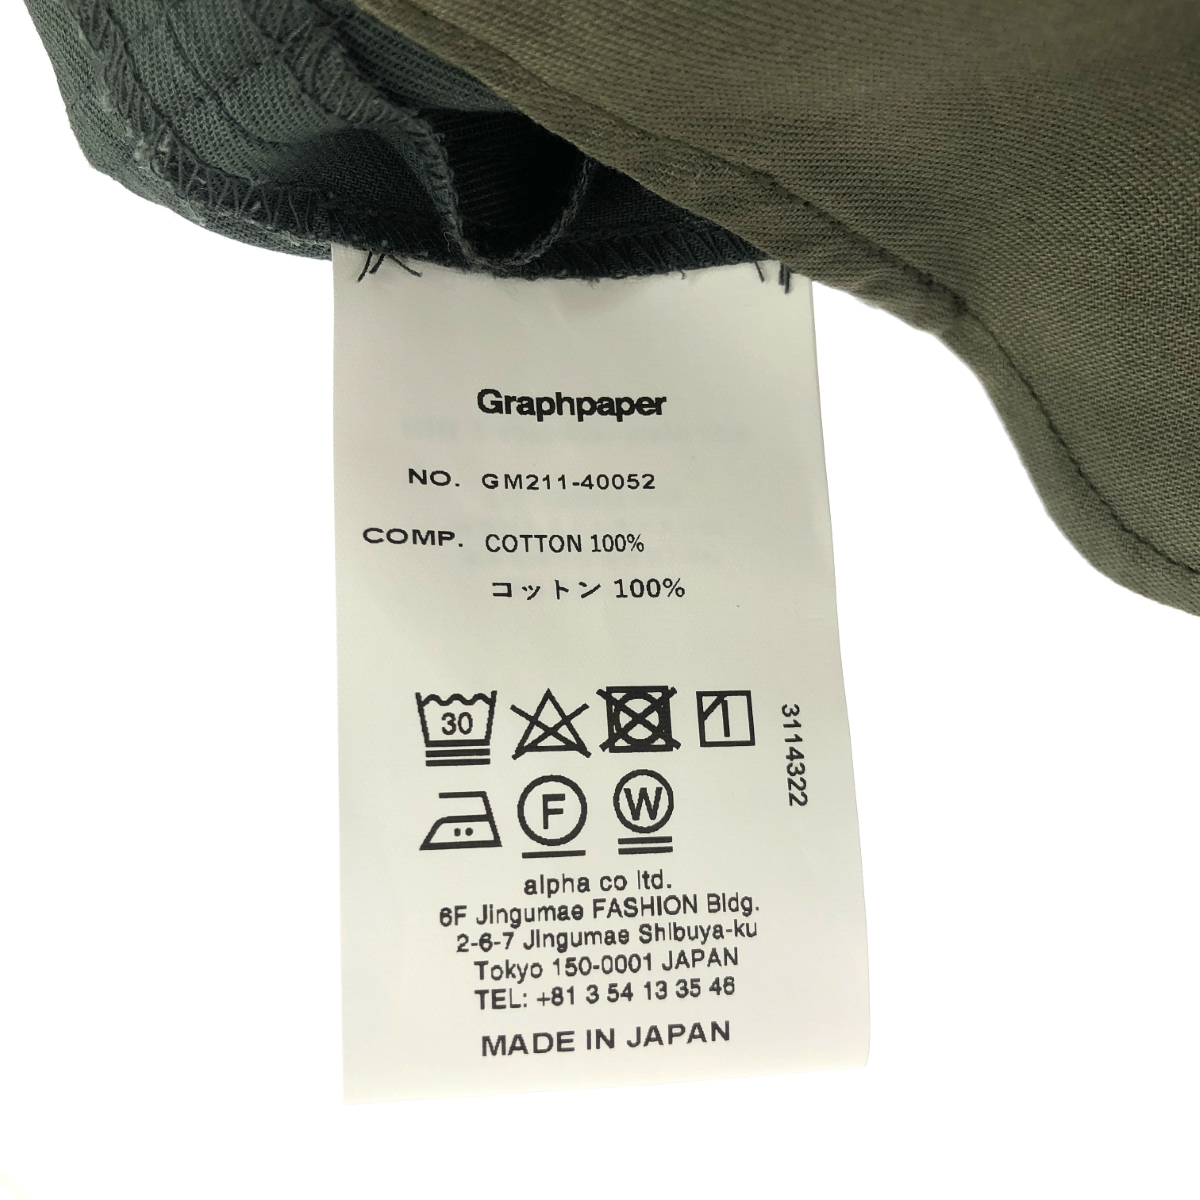 Graphpaper
NO. GM211-40052
COMP. COTTON 100%
コットン 100%
30
3114322
F W
alpha co ltd.
6F Jingumae FASHION Bldg.
2-6-7 Jingumae Shibuya-ku
Tokyo 150-0001 JAPAN
TEL: +81 3 54 13 35 46
MADE IN JAPAN